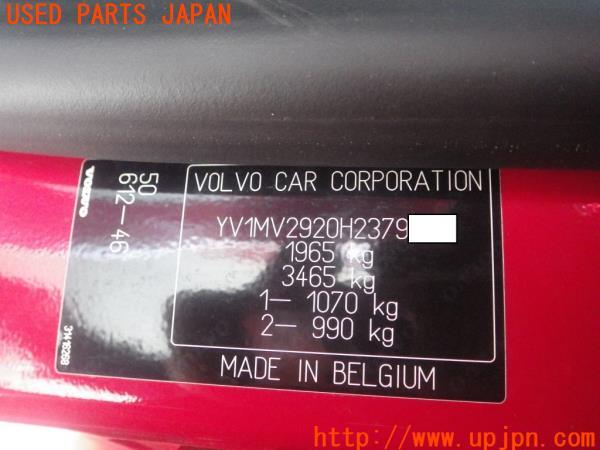 USED PARTS JAPAN
VOLVO
50
612-46
VOLVO CAR CORPORATION
YV1MV2920H2379
1965 kg
3465 kg
1- 1070 kg
2- 990 kg
MADE IN BELGIUM
31416268
http://www.upjpn.com/